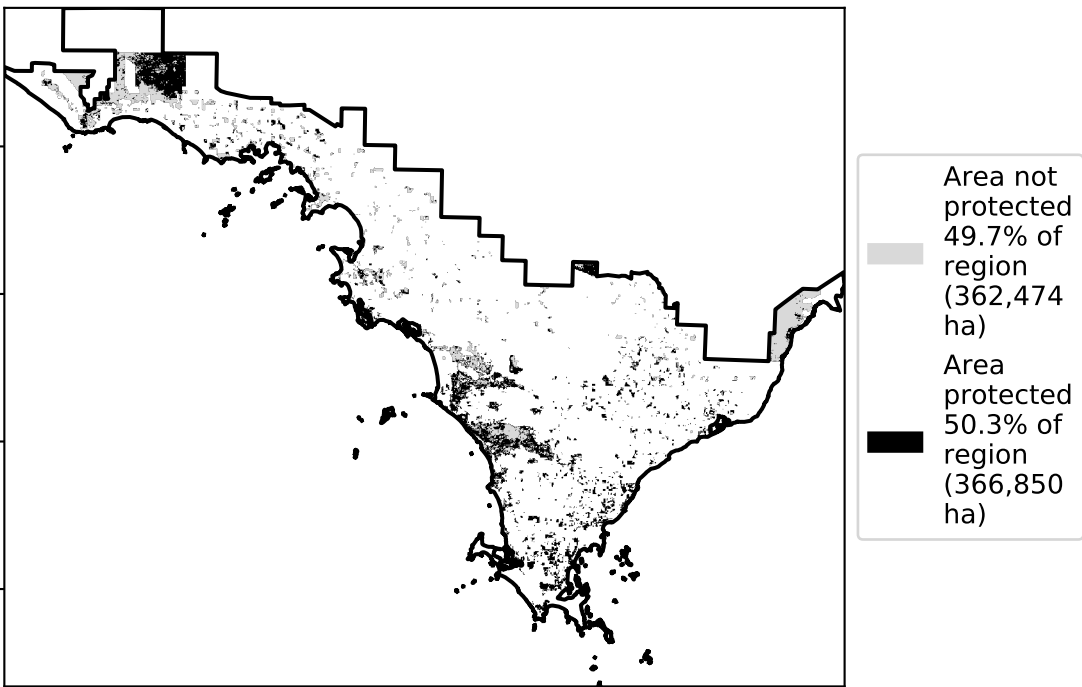 Area not
protected
49.7% of
region
(362,474
ha)
Area
protected
50.3% of
region
(366,850
ha)